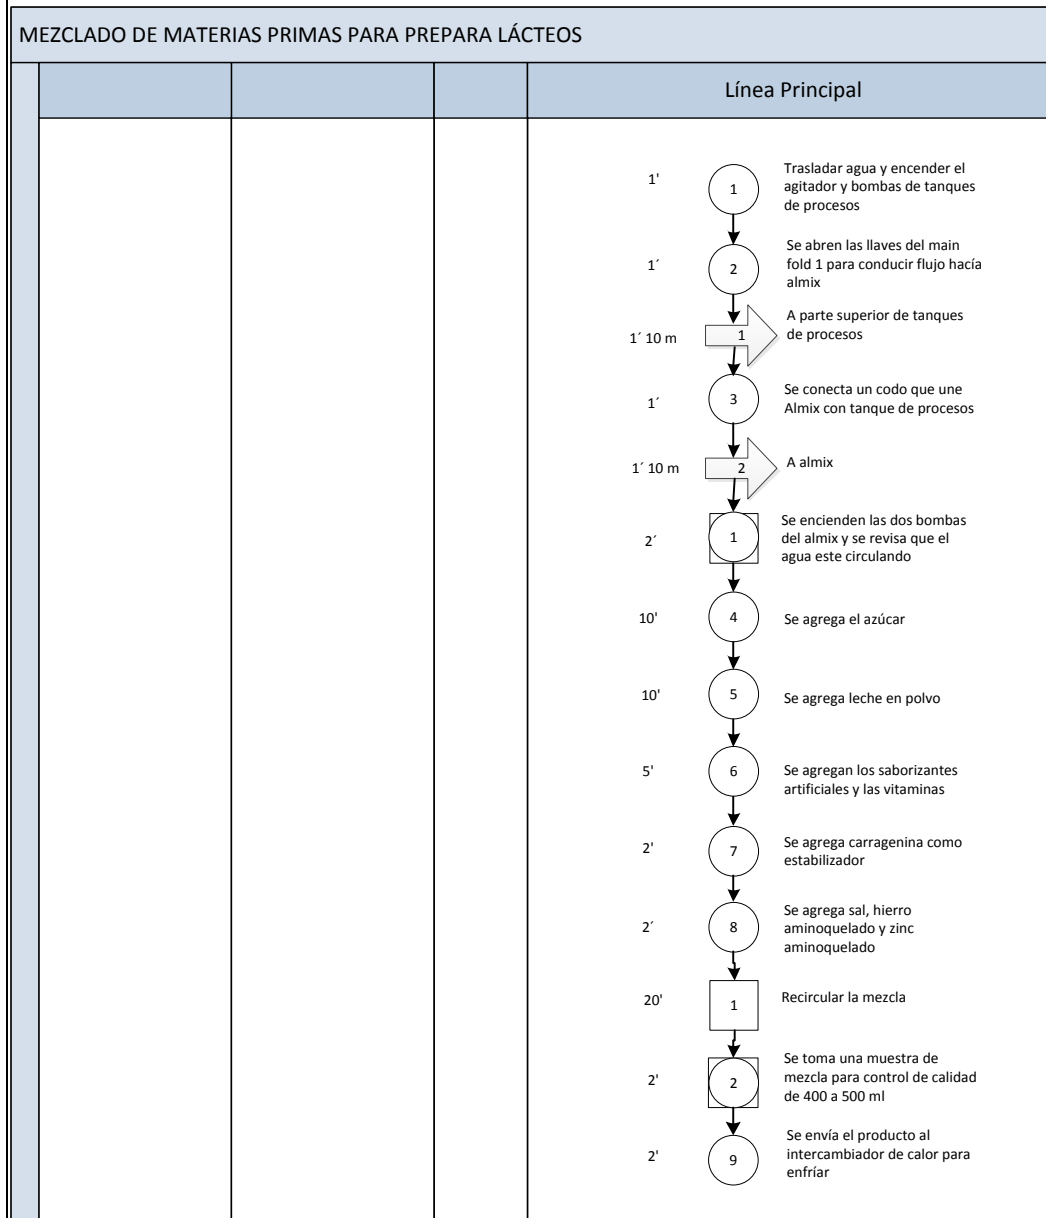 MEZCLADO DE MATERIAS PRIMAS PARA PREPARA LÁCTEOS
Línea Principal
1'
1
Trasladar agua y encender el
agitador y bombas de tanques
de procesos
1´
2
Se abren las llaves del main
fold 1 para conducir flujo hacía
almix
1´ 10 m
1
A parte superior de tanques
de procesos
1´
3
Se conecta un codo que une
Almix con tanque de procesos
1´ 10 m
2
A almix
2´
1
Se encienden las dos bombas
del almix y se revisa que el
agua este circulando
10'
4
Se agrega el azúcar
10'
5
Se agrega leche en polvo
5'
6
Se agregan los saborizantes
artificiales y las vitaminas
2'
7
Se agrega carragenina como
estabilizador
2´
8
Se agrega sal, hierro
aminoquelado y zinc
aminoquelado
20'
1
Recircular la mezcla
2'
2
Se toma una muestra de
mezcla para control de calidad
de 400 a 500 ml
2'
9
Se envía el producto al
intercambiador de calor para
enfríar